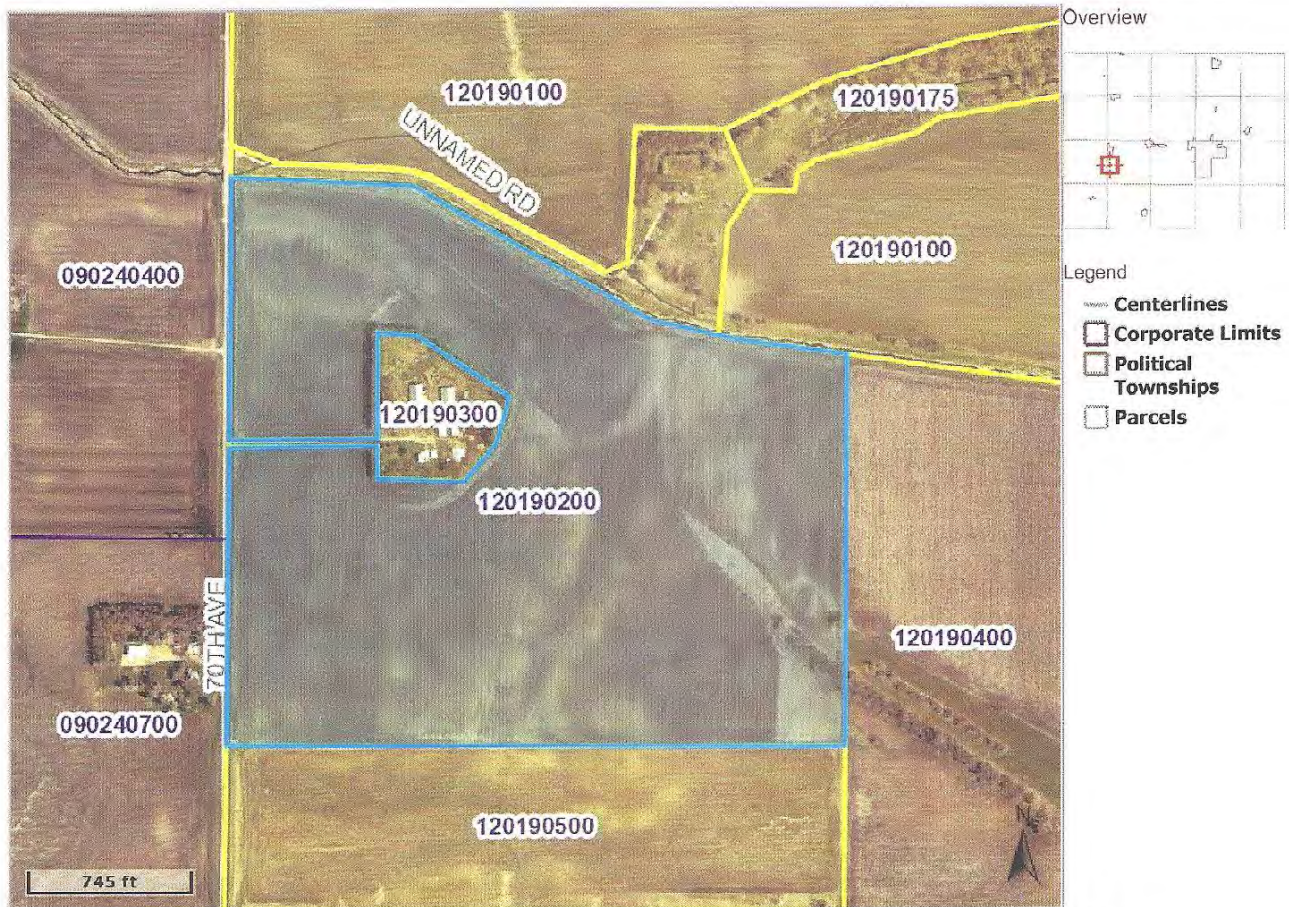 Overview
120190100
120190175
UNNAMED RD
120190100
090240400
Legend
Centerlines
Corporate Limits
Political
Townships
Parcels
120190300
120190200
70TH AVE
120190400
090240700
120190500
745 ft
N